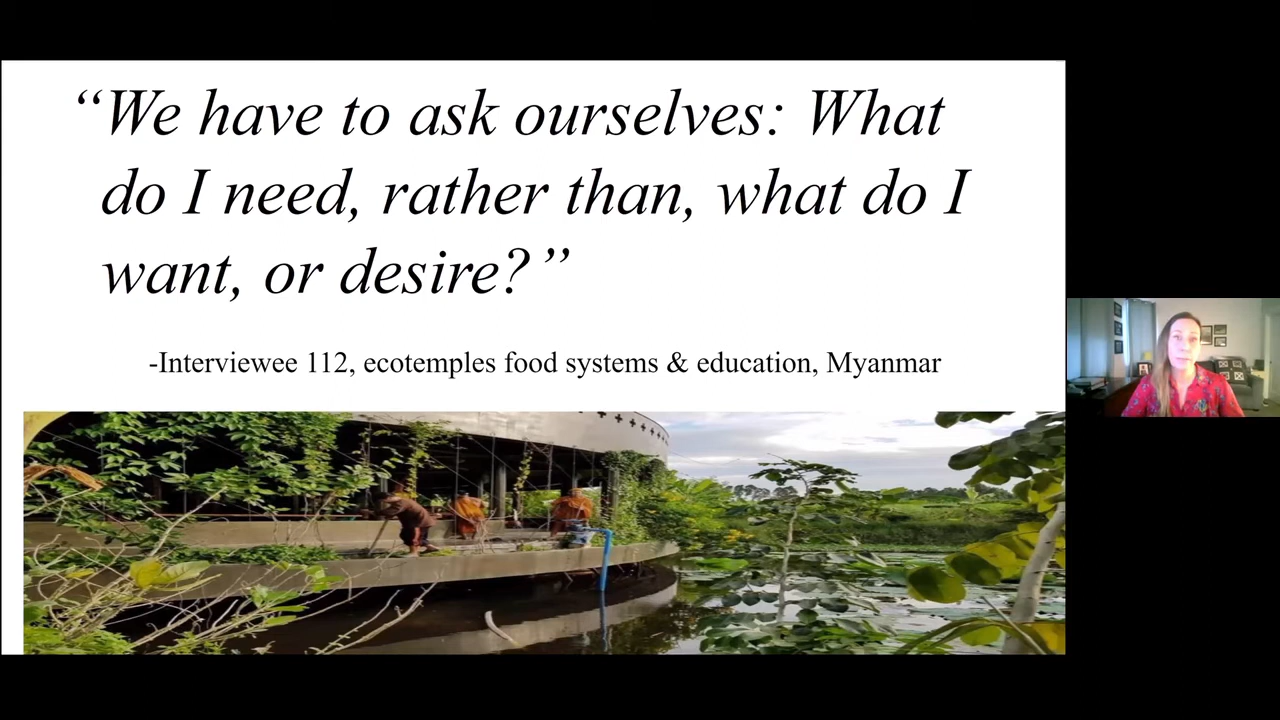 “We have to ask ourselves: What
do I need, rather than, what do I
want, or desire?”
-Interviewee 112, ecotemples food systems & education, Myanmar